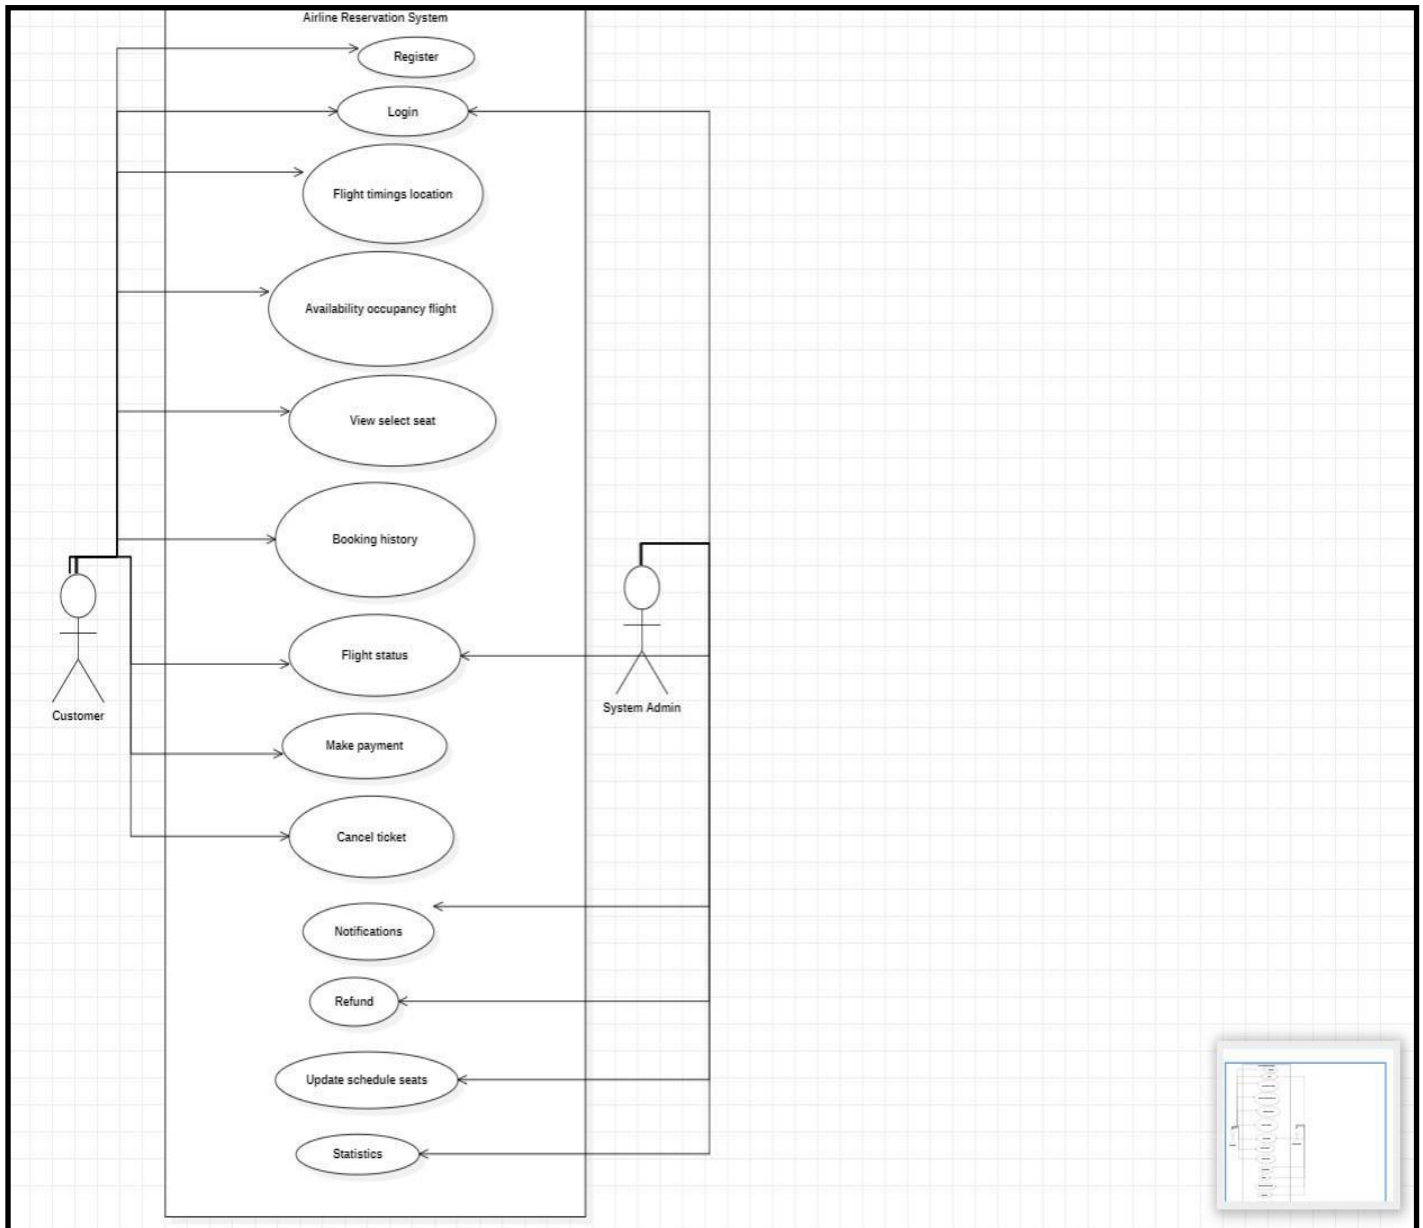 Airline Reservation System
Register
Login
Flight timings location
Availability occupancy flight
View select seat
Booking history
Flight status
Customer
System Admin
Make payment
Cancel ticket
Notifications
Refund
Update schedule seats
Statistics